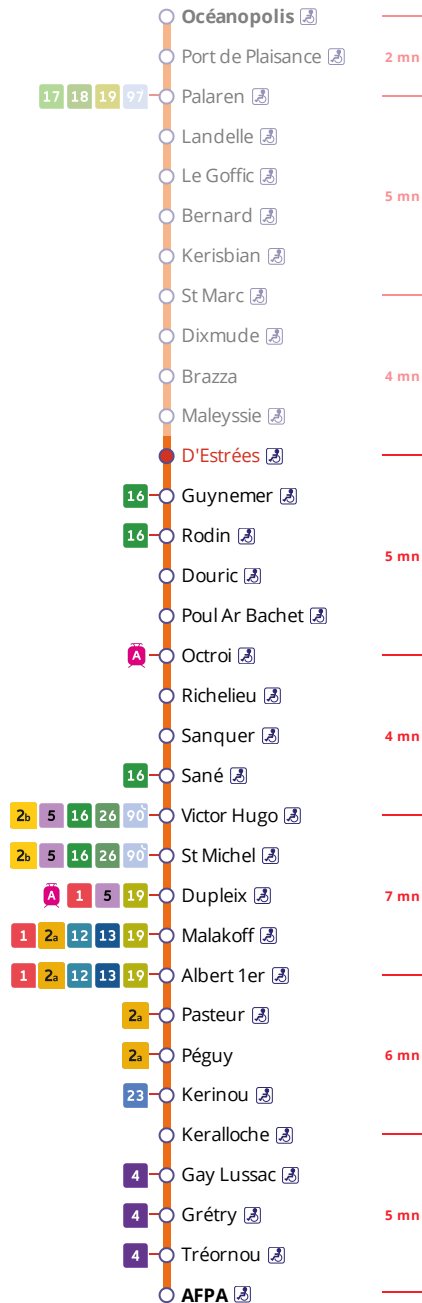 Océanopolis
Port de Plaisance 2 mn
17 18 19 97 Palaren
Landelle
Le Goffic
5 mn
Bernard
Kerisbian
St Marc
Dixmude
Brazza 4 mn
Maleyssie
D'Estrées
16 Guynemer
16 Rodin
5 mn
Douric
Poul Ar Bachet
A Octroi
Richelieu
Sanquer 4 mn
16 Sané
2b 5 16 26 90 Victor Hugo
2b 5 16 26 90 St Michel
A 1 5 19 Dupleix 7 mn
1 2a 12 13 19 Malakoff
1 2a 12 13 19 Albert 1er
2a Pasteur
2a Péguy 6 mn
23 Kerinou
Keralloche
4 Gay Lussac
4 Grétry 5 mn
4 Tréornou
AFPA